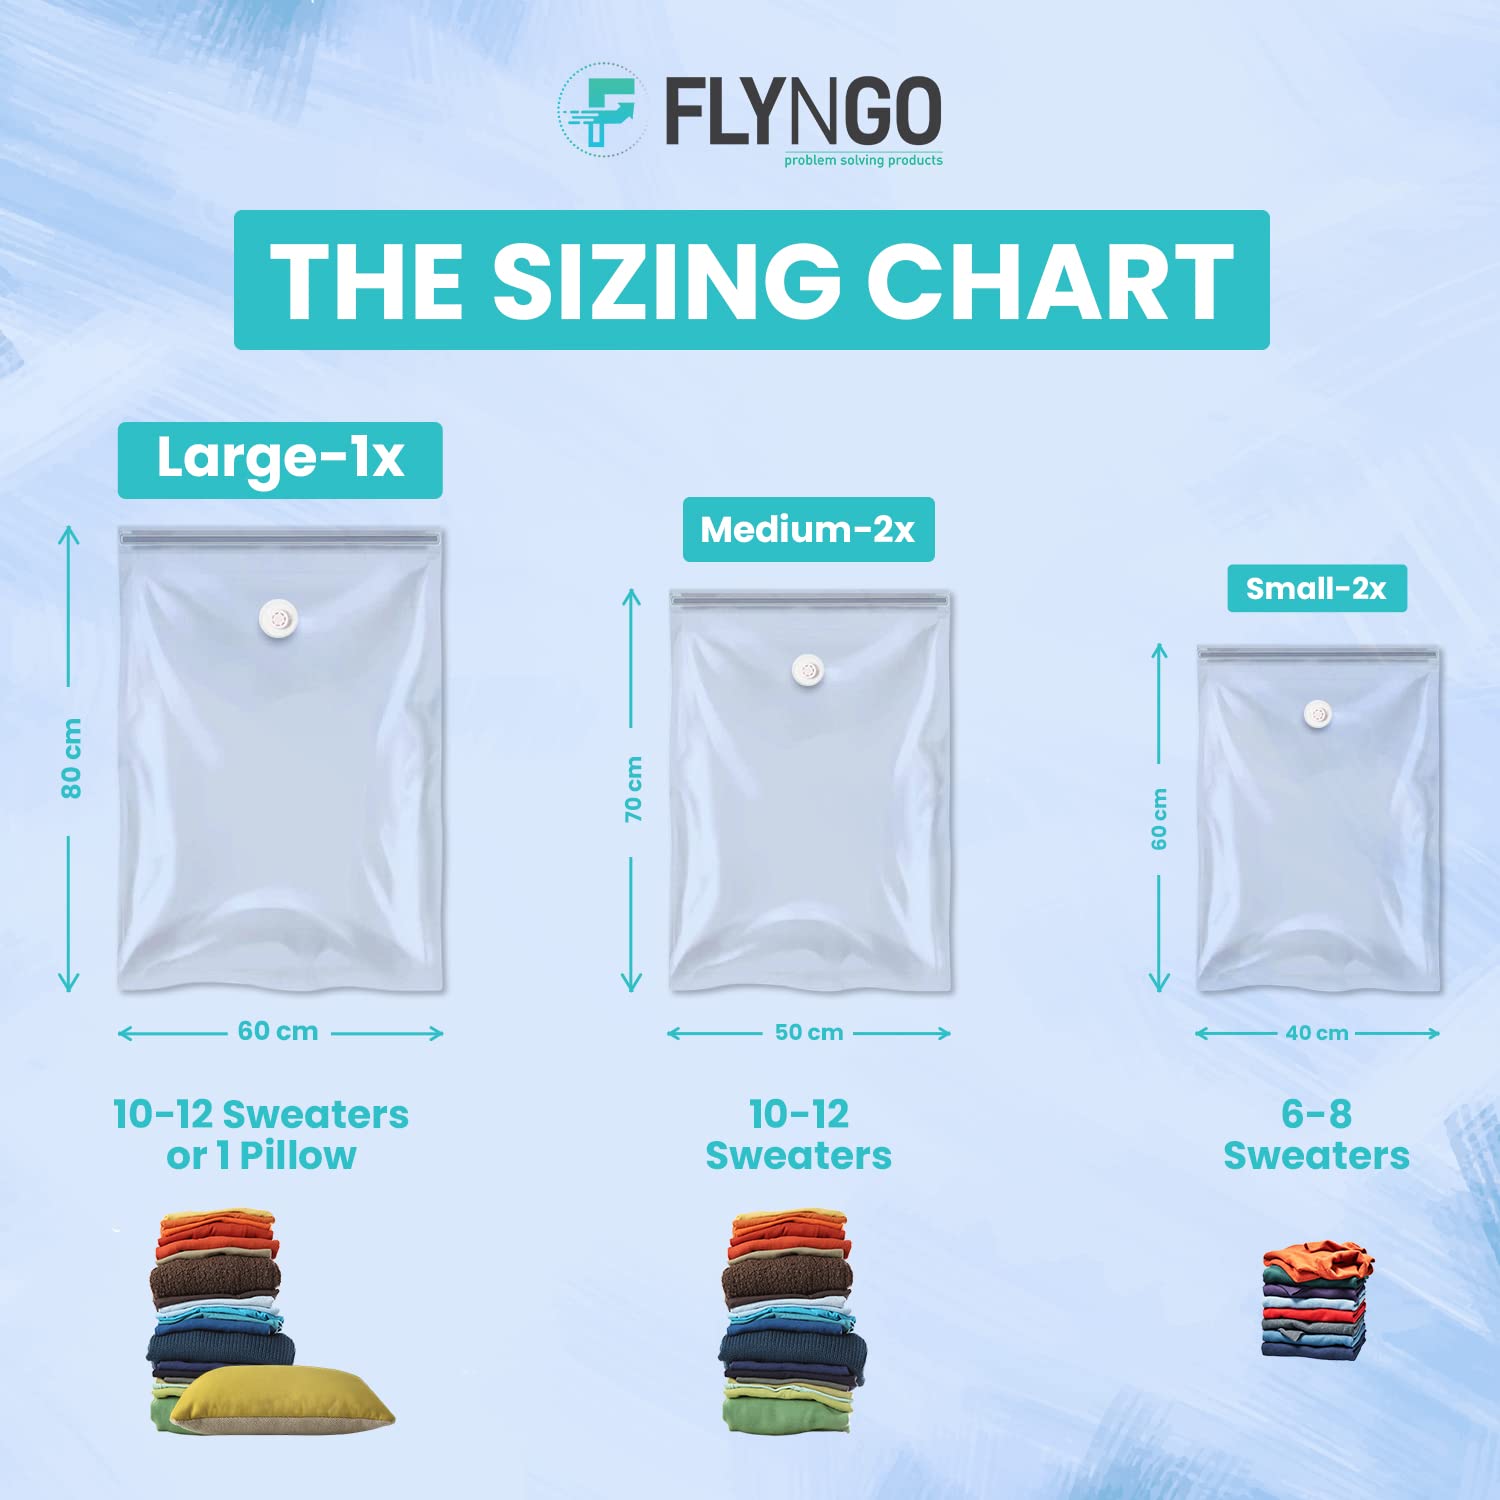 FLYNGO
problem solving products
THE SIZING CHART
Large-1x
Medium-2x
Small-2x
80 cm
60 cm
70 cm
50 cm
60 cm
40 cm
10-12 Sweaters
or 1 Pillow
10-12
Sweaters
6-8
Sweaters